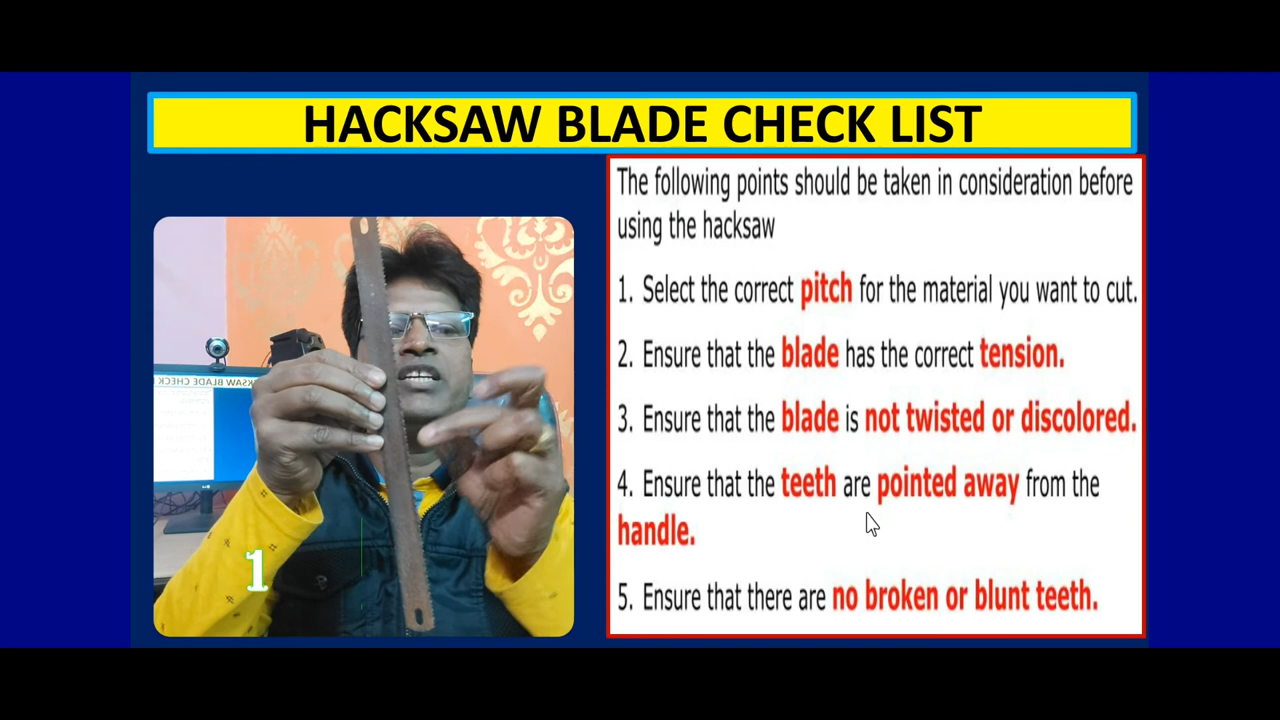 HACKSAW BLADE CHECK LIST
The following points should be taken in consideration before
using the hacksaw
1. Select the correct pitch for the material you want to cut.
2. Ensure that the blade has the correct tension.
3. Ensure that the blade is not twisted or discolored.
4. Ensure that the teeth are pointed away from the
handle.
5. Ensure that there are no broken or blunt teeth.
1